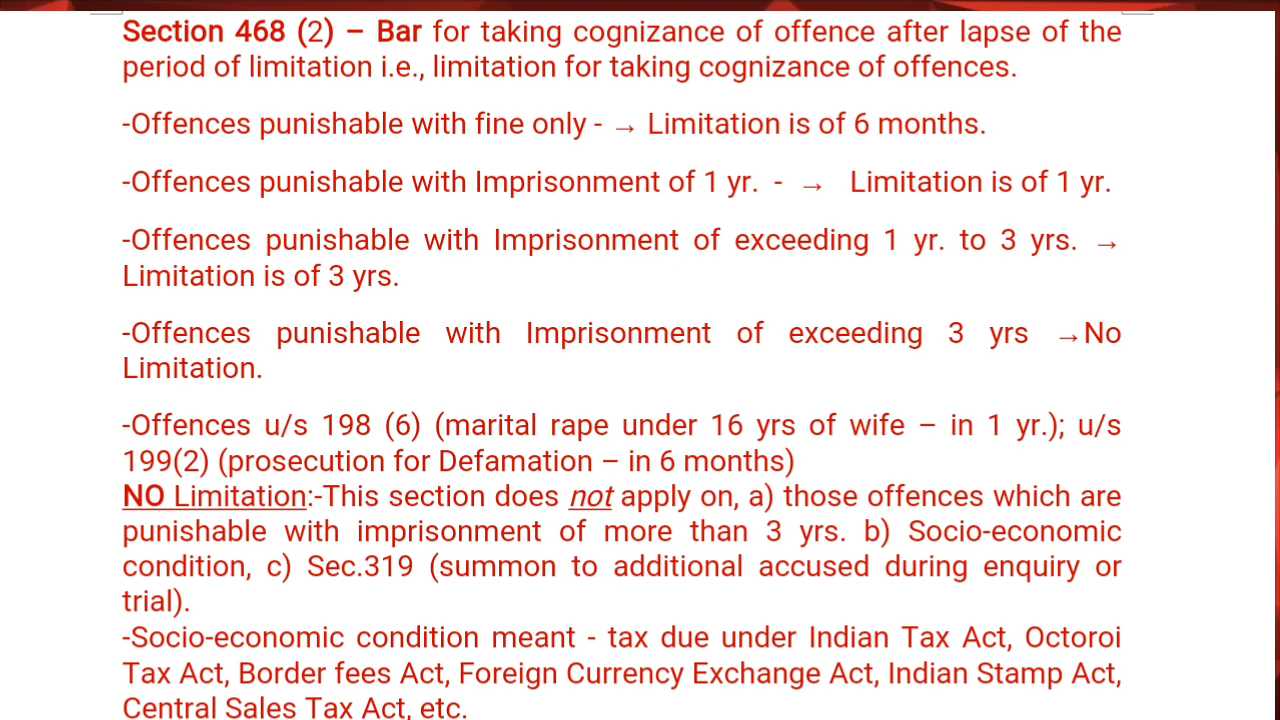 Section 468 (2) – Bar for taking cognizance of offence after lapse of the
period of limitation i.e., limitation for taking cognizance of offences.
-Offences punishable with fine only - → Limitation is of 6 months.
-Offences punishable with Imprisonment of 1 yr. - → Limitation is of 1 yr.
-Offences punishable with Imprisonment of exceeding 1 yr. to 3 yrs. →
Limitation is of 3 yrs.
-Offences punishable with Imprisonment of exceeding 3 yrs →No
Limitation.
-Offences u/s 198 (6) (marital rape under 16 yrs of wife – in 1 yr.); u/s
199(2) (prosecution for Defamation – in 6 months)
NO Limitation:-This section does not apply on, a) those offences which are
punishable with imprisonment of more than 3 yrs. b) Socio-economic
condition, c) Sec.319 (summon to additional accused during enquiry or
trial).
-Socio-economic condition meant - tax due under Indian Tax Act, Octoroi
Tax Act, Border fees Act, Foreign Currency Exchange Act, Indian Stamp Act,
Central Sales Tax Act, etc.